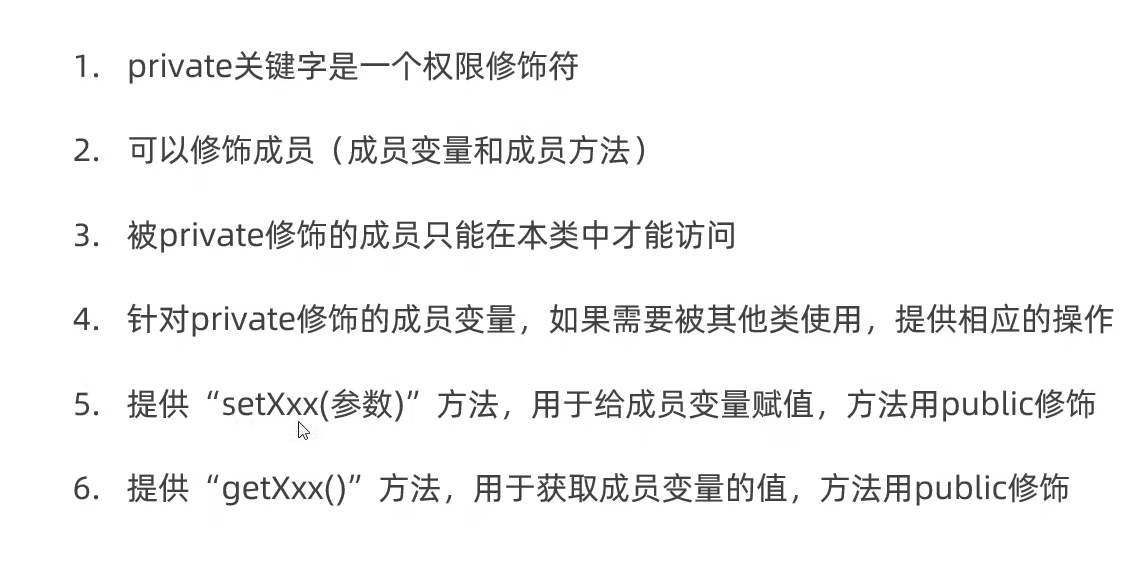 1. private关键字是一个权限修饰符
2. 可以修饰成员（成员变量和成员方法）
3. 被private修饰的成员只能在本类中才能访问
4. 针对private修饰的成员变量，如果需要被其他类使用，提供相应的操作
5. 提供“setXxx(参数)”方法，用于给成员变量赋值，方法用public修饰
6. 提供“getXxx()”方法，用于获取成员变量的值，方法用public修饰